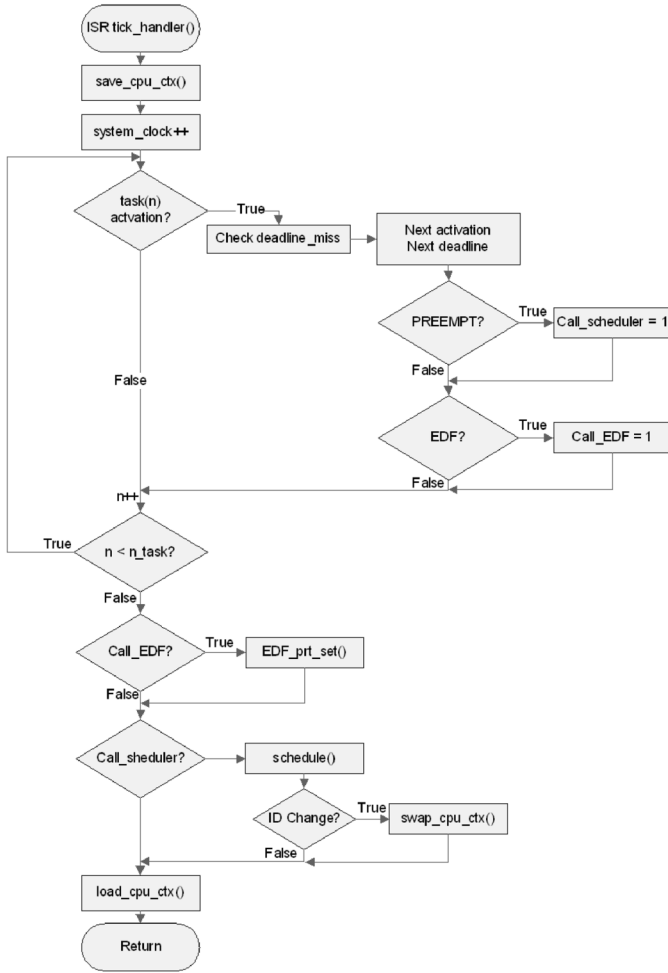 ISR tick_handler()
save_cpu_ctx()
system_clock++
task(n)
actvation?
True
Check deadline_miss
Next activation
Next deadline
PREEMPT?
True
Call_scheduler = 1
False
False
EDF?
True
Call_EDF = 1
False
n++
n < n_task?
True
False
Call_EDF?
True
EDF_prt_set()
False
Call_sheduler?
schedule()
ID Change?
True
swap_cpu_ctx()
False
load_cpu_ctx()
Return